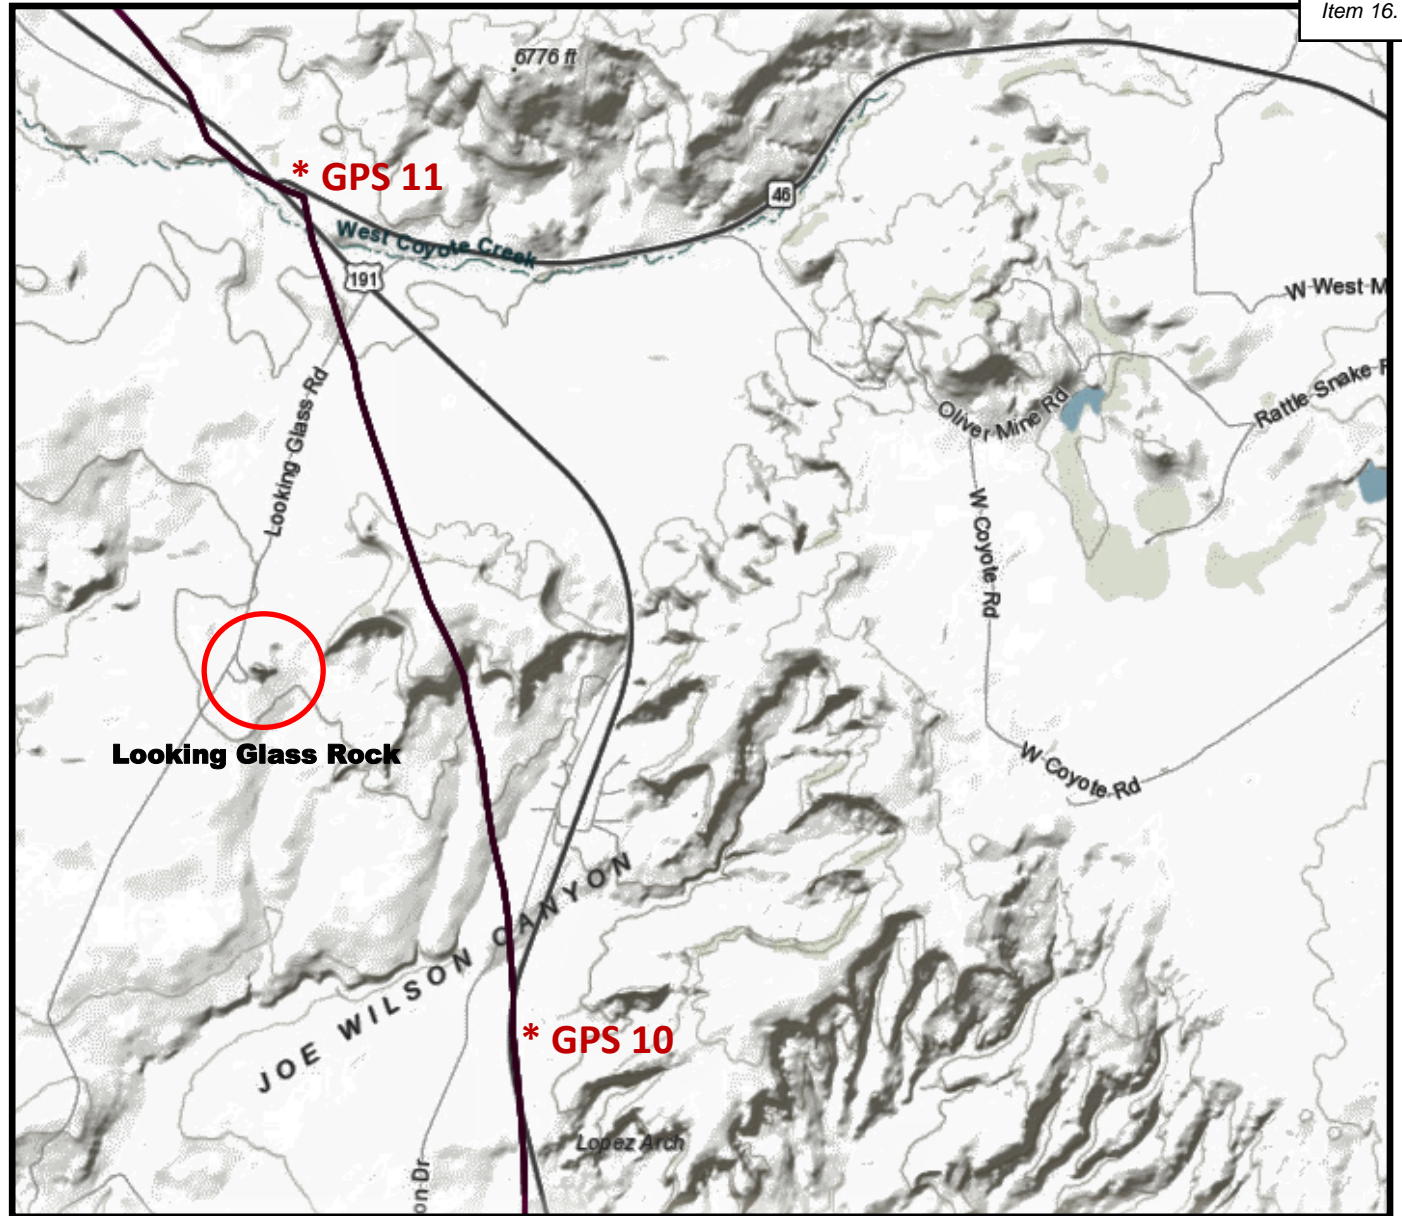 Item 16.
6776 ft
* GPS 11
46
West Coyote Creek
191
W West M
Looking Glass Rd
Rattle Snake
Oliver Mine Rd
W Coyote Rd
Looking Glass Rock
W Coyote Rd
JOE WILSON CANYON
* GPS 10
Lopez Arch
on Dr